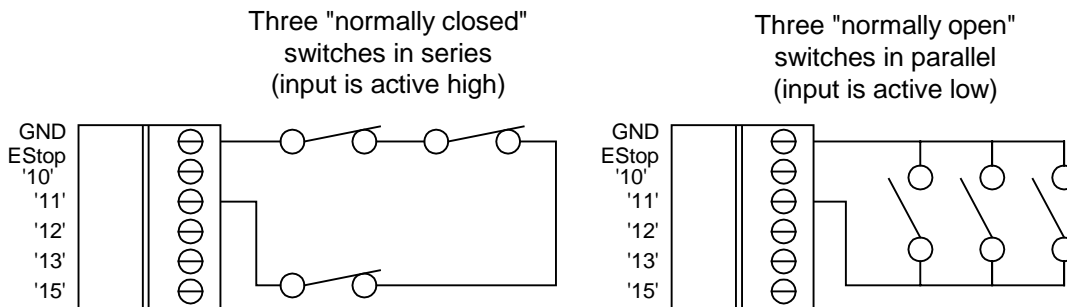 Three "normally closed"
switches in series
(input is active high)
GND
EStop
'10'
'11'
'12'
'13'
'15'
Three "normally open"
switches in parallel
(input is active low)
GND
EStop
'10'
'11'
'12'
'13'
'15'